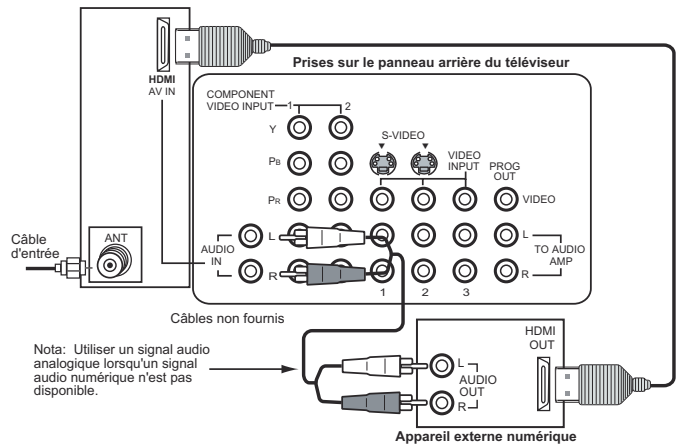 HDMI
AV IN
Prises sur le panneau arrière du téléviseur
COMPONENT
VIDEO INPUT 1 2
Y
PB
PR
S-VIDEO
VIDEO
INPUT
PROG
OUT
VIDEO
Câble
d'entrée
ANT
AUDIO
IN
L
R
L
R
TO AUDIO
AMP
1 2 3
Câbles non fournis
Nota: Utiliser un signal audio
analogique lorsqu'un signal
audio numérique n'est pas
disponible.
HDMI
OUT
L
R
AUDIO
OUT
Appareil externe numérique